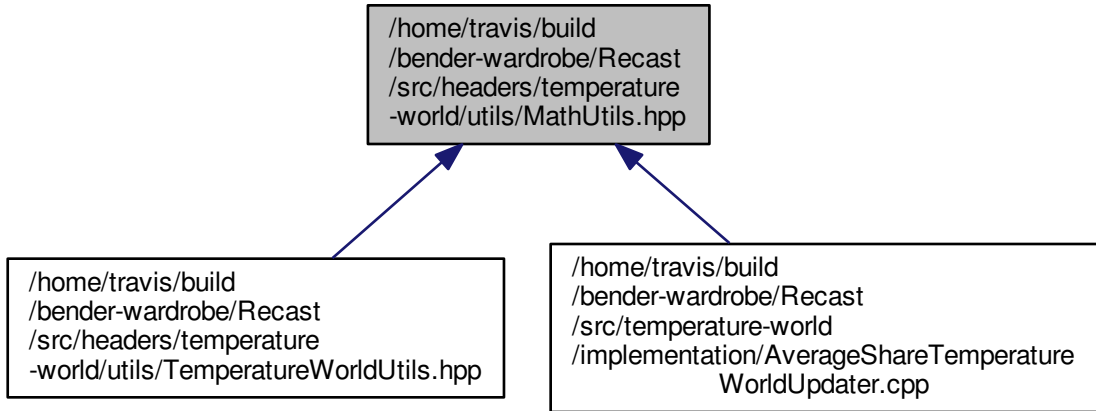 /home/travis/build
/bender-wardrobe/Recast
/src/headers/temperature
-world/utils/MathUtils.hpp
/home/travis/build
/bender-wardrobe/Recast
/src/headers/temperature
-world/utils/TemperatureWorldUtils.hpp
/home/travis/build
/bender-wardrobe/Recast
/src/temperature-world
/implementation/AverageShareTemperature
WorldUpdater.cpp